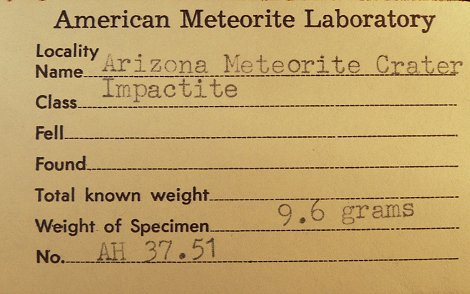 American Meteorite Laboratory
Locality
Name Arizona Meteorite Crater
Class Impactite
Fell
Found
Total known weight
Weight of Specimen 9.6 grams
No. AH 37.51